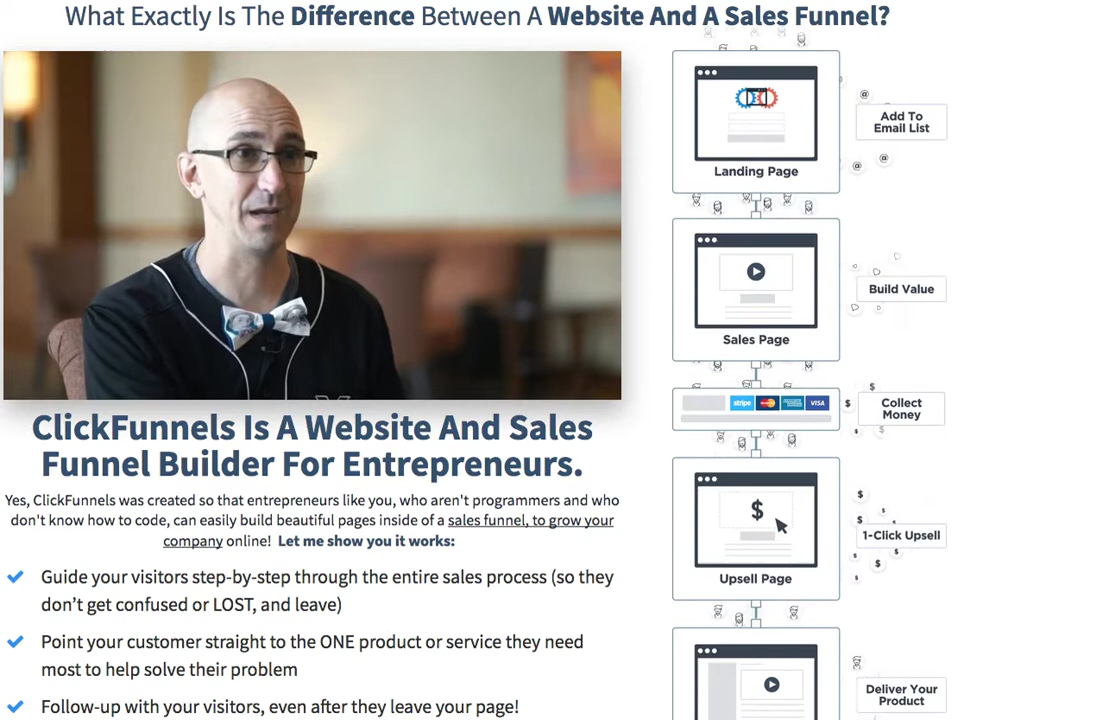 What Exactly Is The Difference Between A Website And A Sales Funnel?
ClickFunnels Is A Website And Sales
Funnel Builder For Entrepreneurs.
Yes, ClickFunnels was created so that entrepreneurs like you, who aren't programmers and who
don't know how to code, can easily build beautiful pages inside of a sales funnel, to grow your
company online! Let me show you it works:
Guide your visitors step-by-step through the entire sales process (so they
don't get confused or LOST, and leave)
Point your customer straight to the ONE product or service they need
most to help solve their problem
Follow-up with your visitors, even after they leave your page!
Landing Page
Add To
Email List
Sales Page
Build Value
stripe
VISA
Collect
Money
$
Upsell Page
1-Click Upsell
Deliver Your
Product